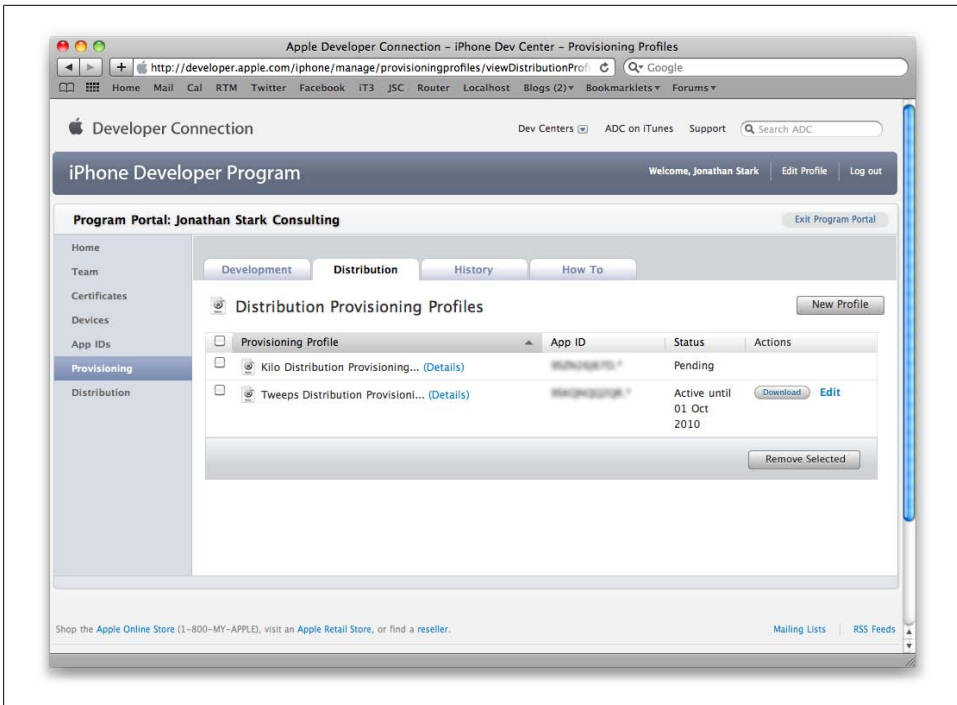 Apple Developer Connection – iPhone Dev Center – Provisioning Profiles
http://developer.apple.com/iphone/manage/provisioningprofiles/viewDistributionProfi
Google
Home Mail Cal RTM Twitter Facebook iT3 JSC Router Localhost Blogs (2) Bookmarklets Forums
Developer Connection
Dev Centers ADC on iTunes Support Search ADC
iPhone Developer Program
Welcome, Jonathan Stark Edit Profile Log out
Program Portal: Jonathan Stark Consulting
Exit Program Portal
Home
Team
Certificates
Devices
App IDs
Provisioning
Distribution
Development Distribution History How To
Distribution Provisioning Profiles
New Profile
Provisioning Profile App ID Status Actions
Kilo Distribution Provisioning... (Details) Pending
Tweeps Distribution Provisioni... (Details) Active until
01 Oct
2010
Download Edit
Remove Selected
Shop the Apple Online Store (1-800-MY-APPLE), visit an Apple Retail Store, or find a reseller.
Mailing Lists RSS Feeds